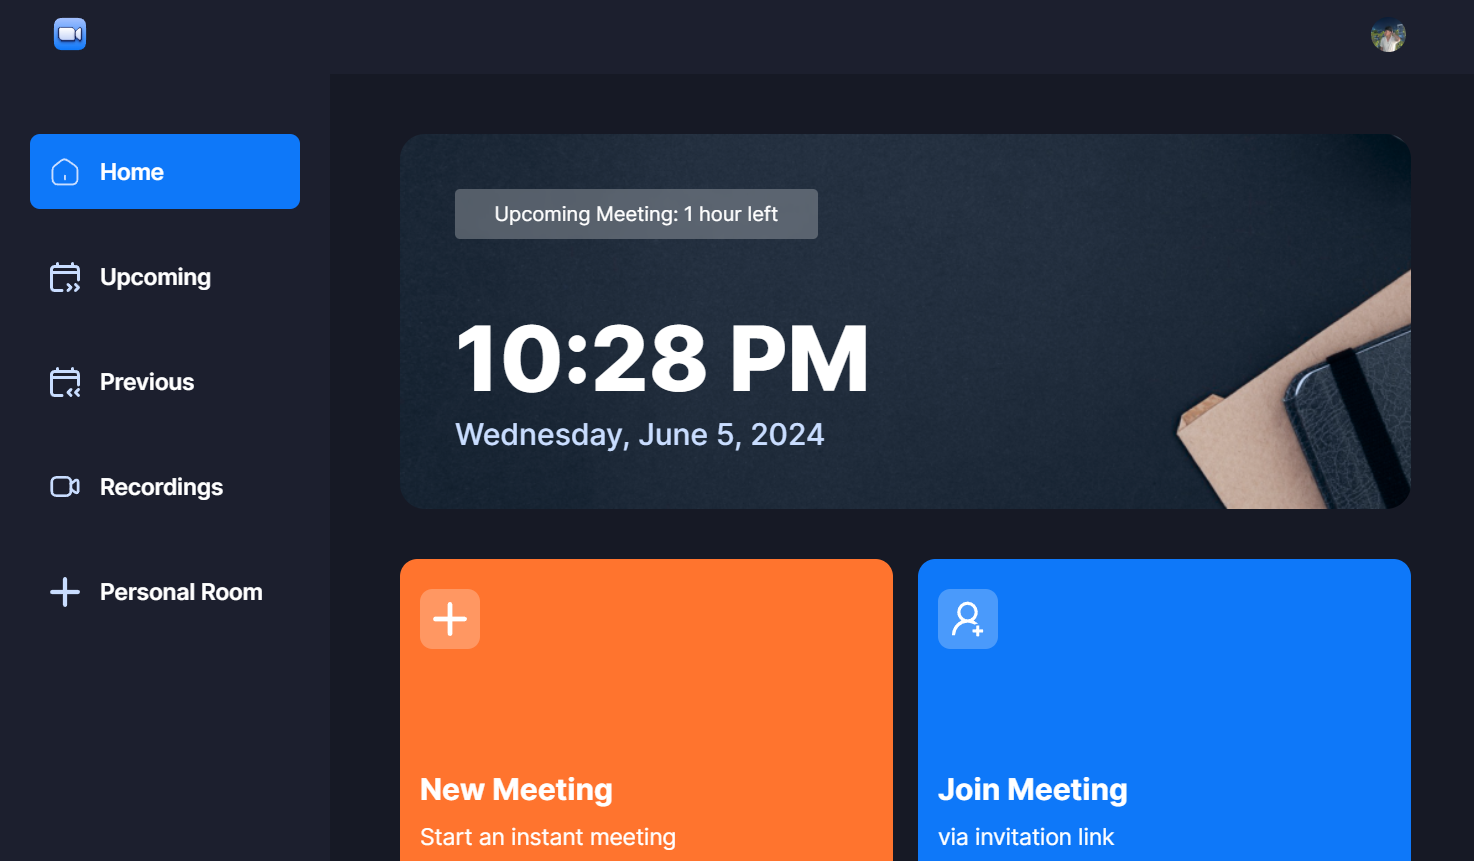 Home
Upcoming
Previous
Recordings
Personal Room
Upcoming Meeting: 1 hour left
10:28 PM
Wednesday, June 5, 2024
New Meeting
Start an instant meeting
Join Meeting
via invitation link